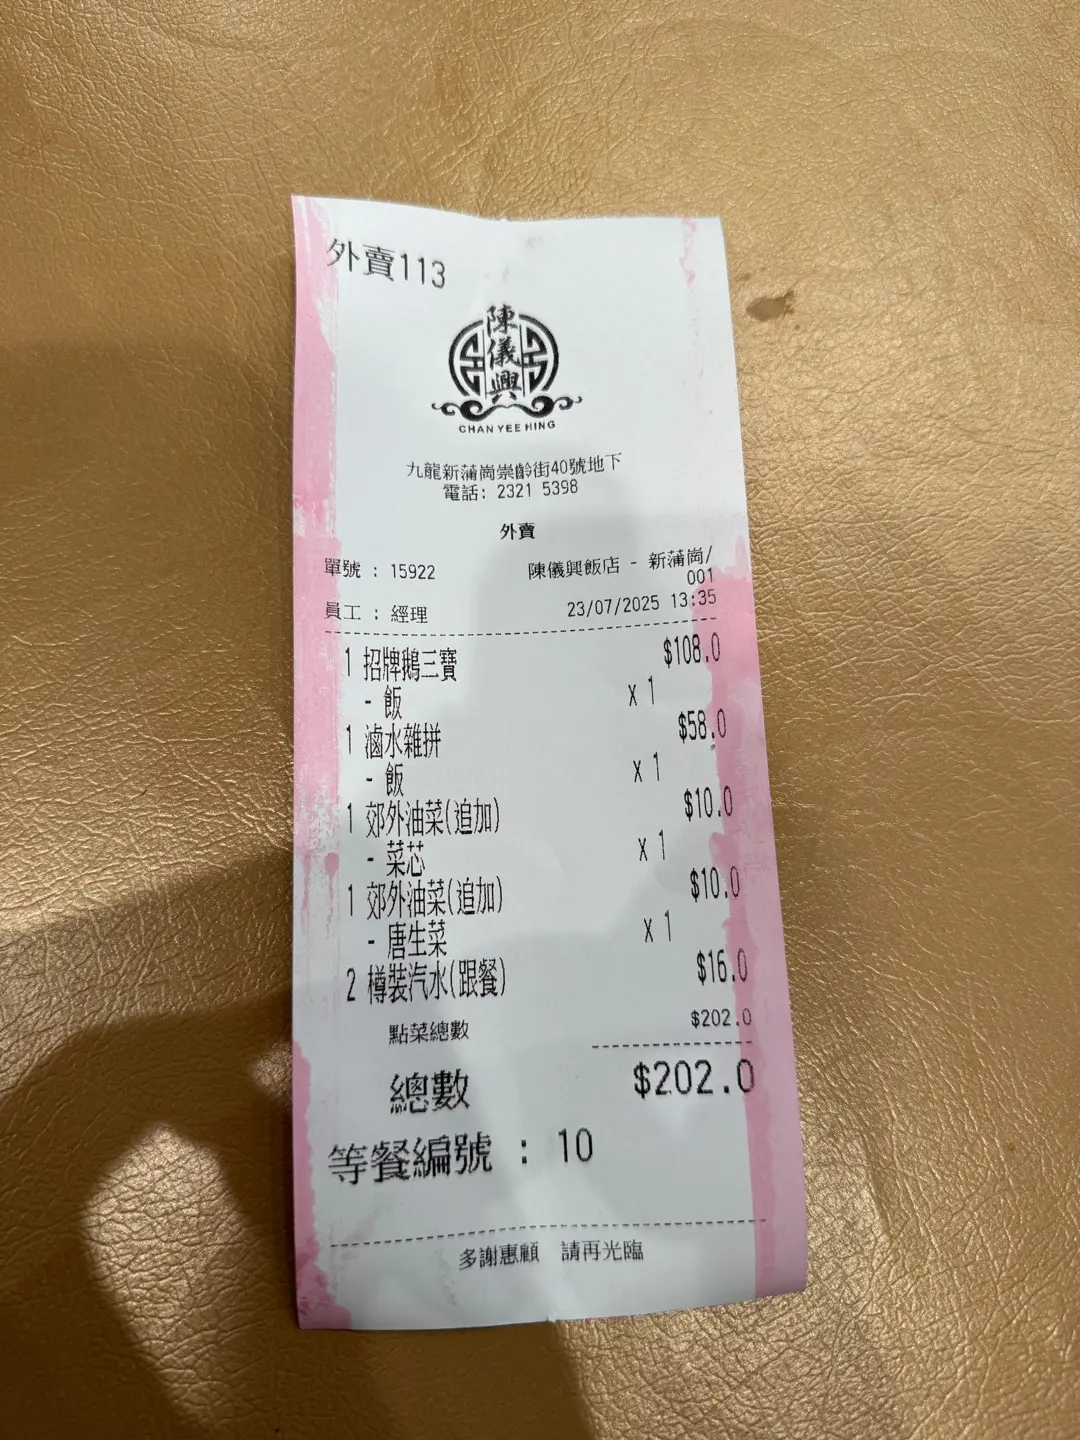 外賣113
陳儀興
CHAN YEE HING
九龍新蒲崗崇齡街40號地下
電話: 2321 5398
外賣
單號 : 15922 陳儀興飯店 - 新蒲崗/
001
員工 : 經理 23/07/2025 13:35
1 招牌鵝三寶 $108.0
- 飯 x 1
1 滷水雜拼 $58.0
- 飯 x 1
1 郊外油菜(追加) $10.0
- 菜芯 x 1
1 郊外油菜(追加) $10.0
- 唐生菜 x 1
2 樽裝汽水(跟餐) $16.0
點菜總數 $202.0
總數 $202.0
等餐編號 : 10
多謝惠顧 請再光臨